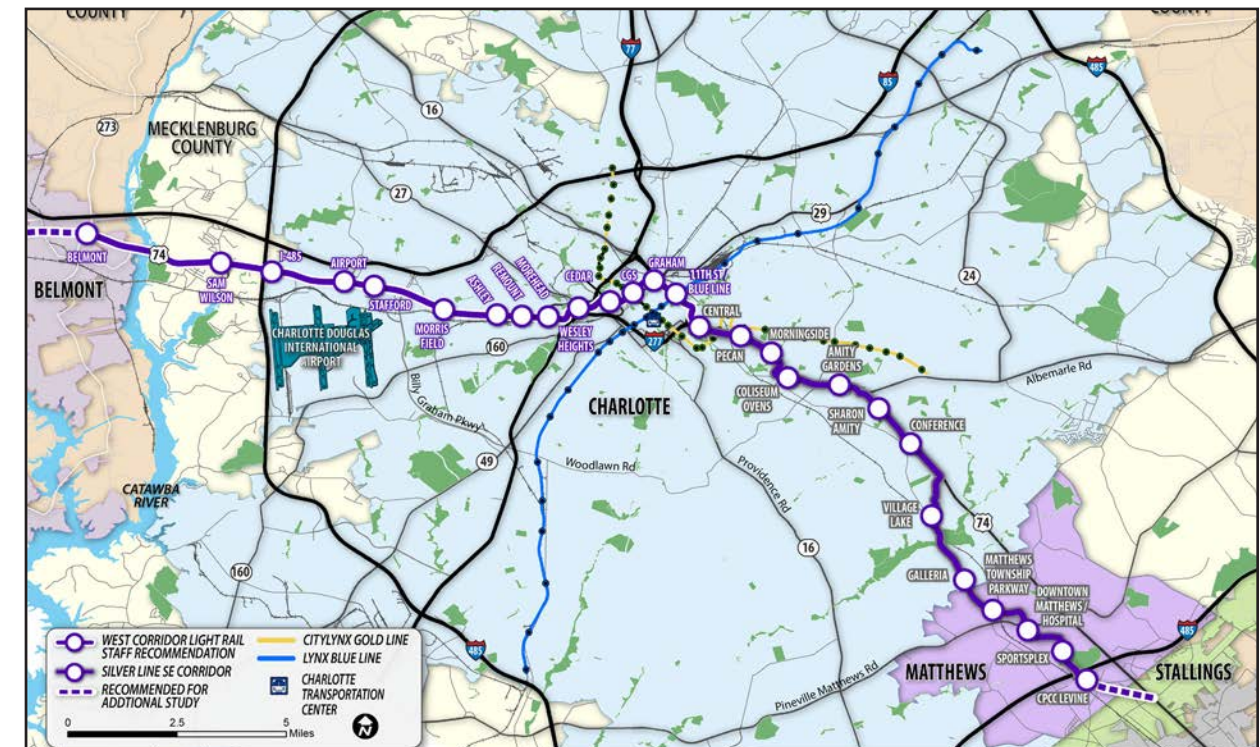 COUNTY
COUNTY
77
85
485
273
MECKLENBURG
COUNTY
16
27
29
24
BELMONT
74
SAM
WILSON
I-485
AIRPORT
STAFFORD
MORRIS
FIELD
ASHLEY
REMOUNT
MOREHEAD
WESLEY
HEIGHTS
CEDAR
CGS
GRAHAM
11TH ST /
BLUE LINE
CENTRAL
PECAN
MORNINGSIDE
COLISEUM
OVENS
AMITY
GARDENS
SHARON
AMITY
CONFERENCE
Albemarle Rd
BELMONT
CHARLOTTE DOUGLAS
INTERNATIONAL
AIRPORT
160
277
CHARLOTTE
Billy Graham Pkwy
49
Woodlawn Rd
Providence Rd
CATAWBA
RIVER
VILLAGE
LAKE
74
16
160
GALLERIA
MATTHEWS
TOWNSHIP
PARKWAY
DOWNTOWN
MATTHEWS /
HOSPITAL
SPORTSPLEX
CPCC LEVINE
485
485
MATTHEWS
STALLINGS
Pineville Matthews Rd
WEST CORRIDOR LIGHT RAIL
STAFF RECOMMENDATION
SILVER LINE SE CORRIDOR
RECOMMENDED FOR
ADDTIONAL STUDY
CITYLYNX GOLD LINE
LYNX BLUE LINE
CHARLOTTE
TRANSPORTATION
CENTER
0 2.5 5
Miles
N